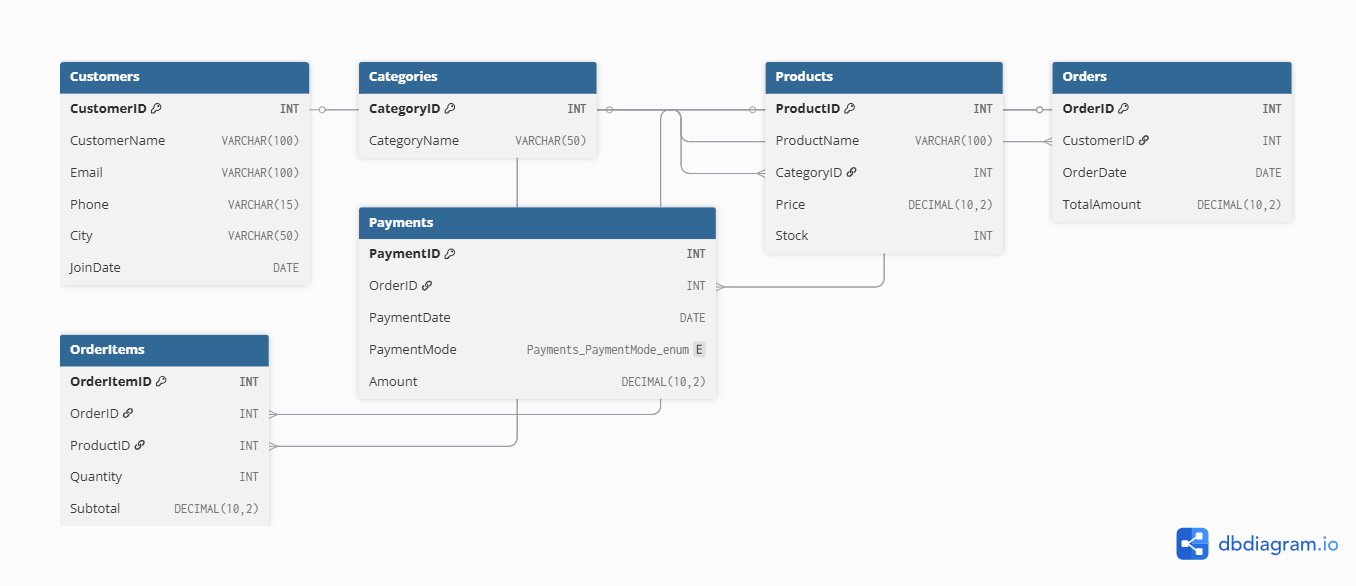 Customers
CustomerID INT
CustomerName VARCHAR(100)
Email VARCHAR(100)
Phone VARCHAR(15)
City VARCHAR(50)
JoinDate DATE
Categories
CategoryID INT
CategoryName VARCHAR(50)
Products
ProductID INT
ProductName VARCHAR(100)
CategoryID INT
Price DECIMAL(10,2)
Stock INT
Orders
OrderID INT
CustomerID INT
OrderDate DATE
TotalAmount DECIMAL(10,2)
Payments
PaymentID INT
OrderID INT
PaymentDate DATE
PaymentMode Payments_PaymentMode_enum E
Amount DECIMAL(10,2)
OrderItems
OrderItemID INT
OrderID INT
ProductID INT
Quantity INT
Subtotal DECIMAL(10,2)
dbdiagram.io